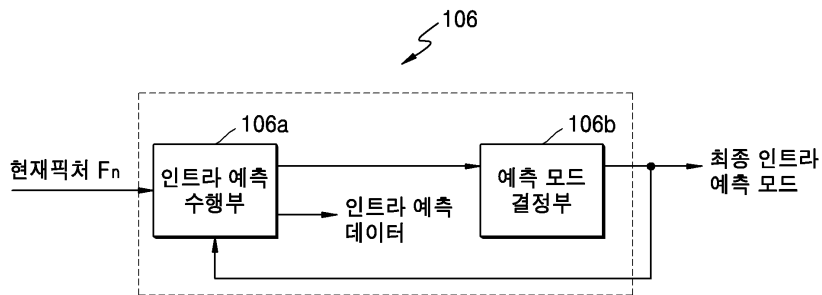 106
106a
106b
현재픽처 Fn
인트라 예측
수행부
인트라 예측
데이터
예측 모드
결정부
최종 인트라
예측 모드